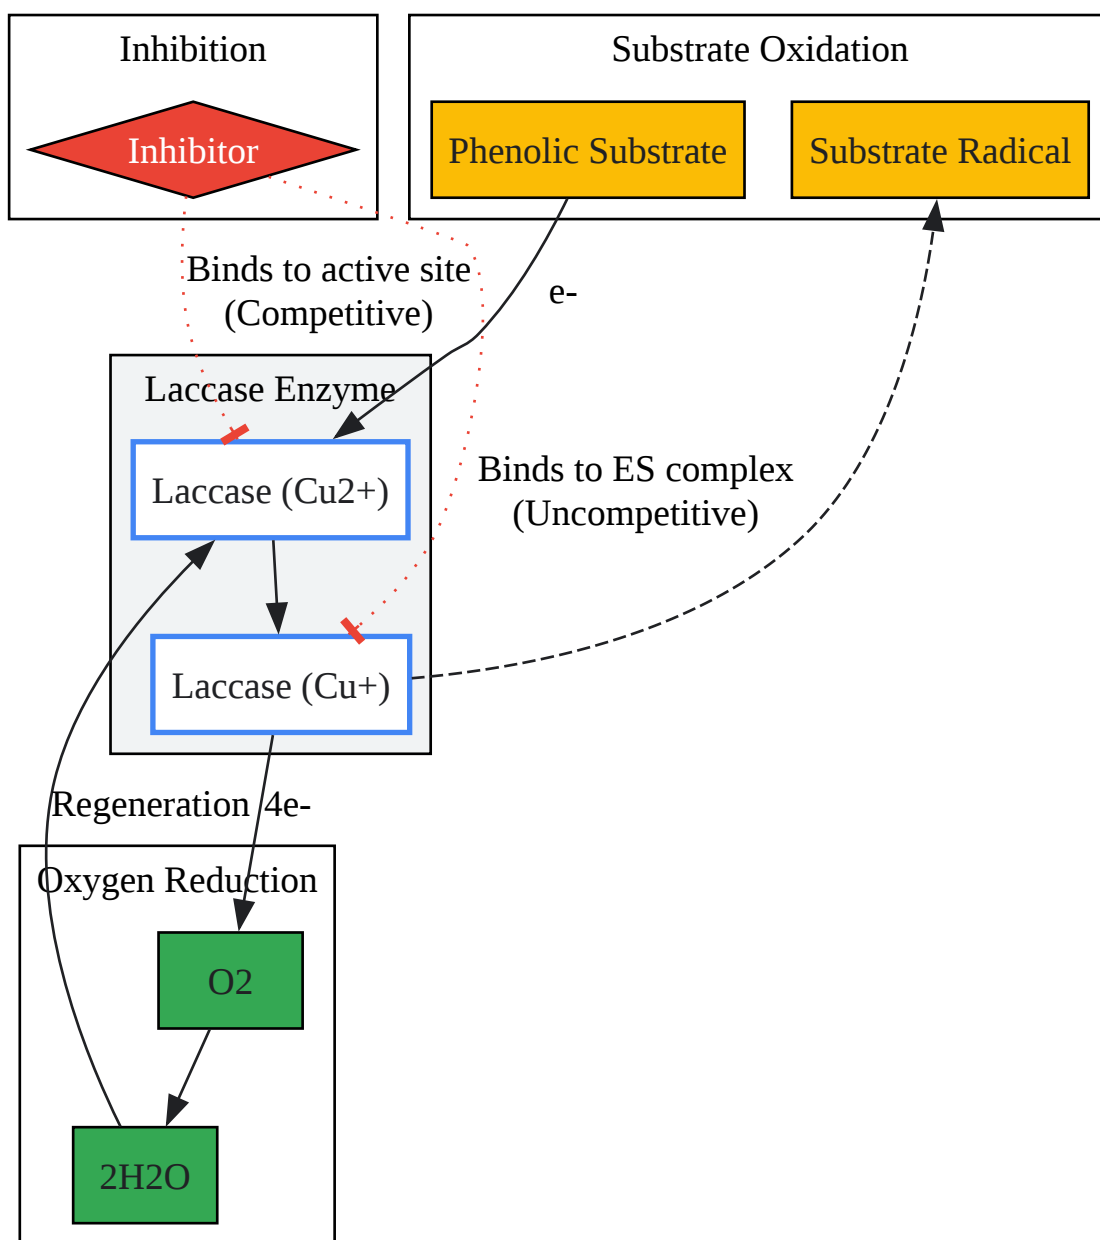 Inhibition
Substrate Oxidation
Inhibitor
Phenolic Substrate
Substrate Radical
Binds to active site
(Competitive)
e-
Laccase Enzyme
Laccase (Cu2+)
Binds to ES complex
(Uncompetitive)
Laccase (Cu+)
Regeneration
4e-
Oxygen Reduction
O2
2H2O